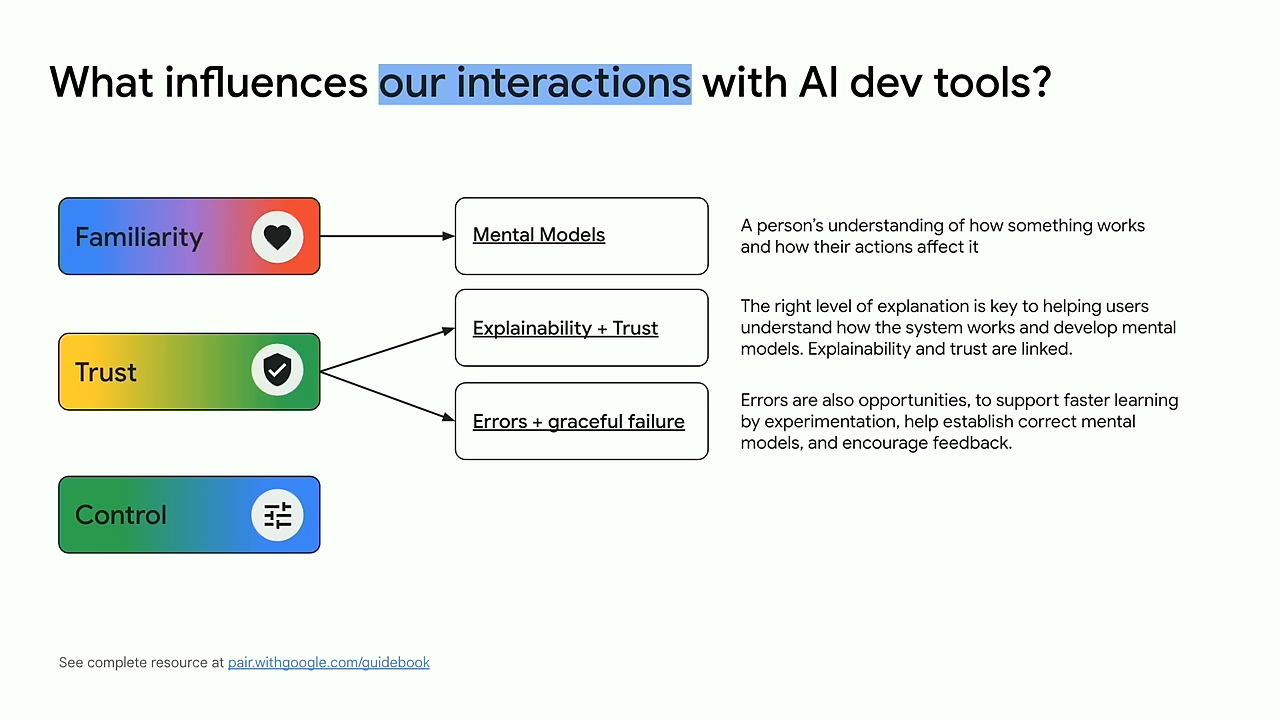 What influences our interactions with AI dev tools?
Familiarity
Mental Models
A person’s understanding of how something works
and how their actions affect it
Trust
Explainability + Trust
The right level of explanation is key to helping users
understand how the system works and develop mental
models. Explainability and trust are linked.
Errors + graceful failure
Errors are also opportunities, to support faster learning
by experimentation, help establish correct mental
models, and encourage feedback.
Control
See complete resource at pair.withgoogle.com/guidebook